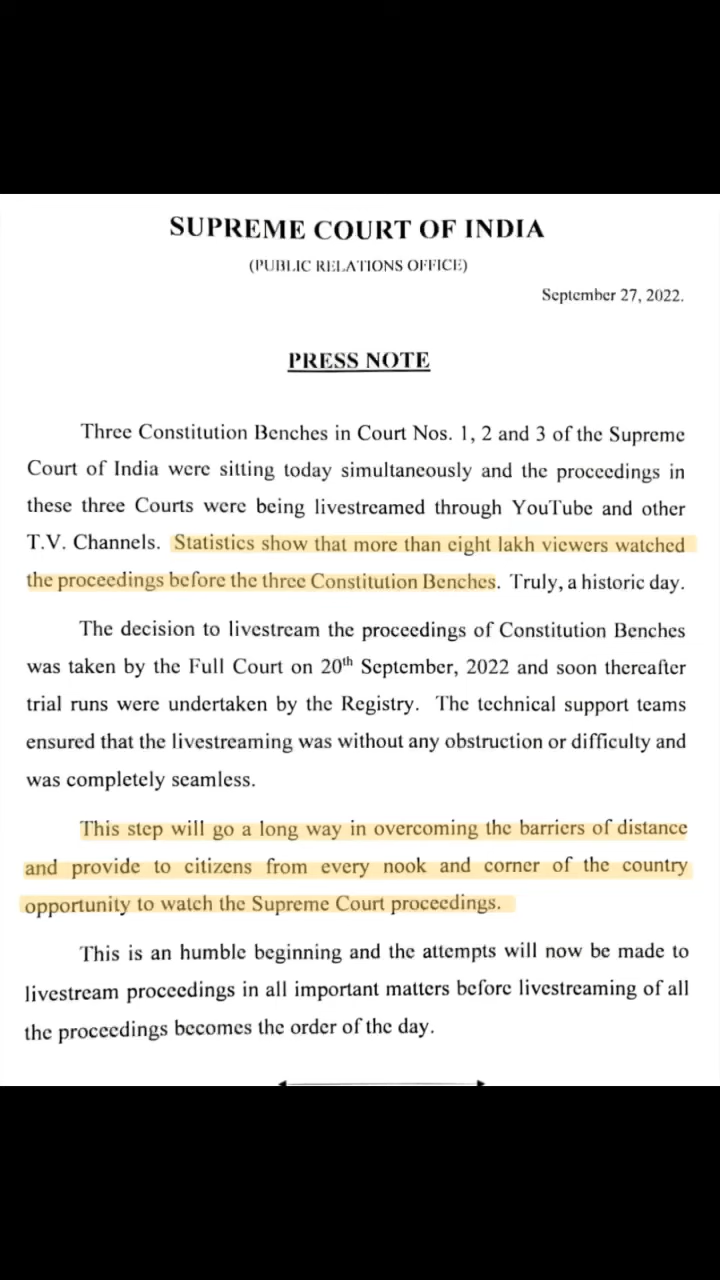 SUPREME COURT OF INDIA
(PUBLIC RELATIONS OFFICE)
September 27, 2022.
PRESS NOTE
Three Constitution Benches in Court Nos. 1, 2 and 3 of the Supreme
Court of India were sitting today simultaneously and the proceedings in
these three Courts were being livestreamed through YouTube and other
T.V. Channels. Statistics show that more than eight lakh viewers watched
the proceedings before the three Constitution Benches. Truly, a historic day.
The decision to livestream the proceedings of Constitution Benches
was taken by the Full Court on 20th September, 2022 and soon thereafter
trial runs were undertaken by the Registry. The technical support teams
ensured that the livestreaming was without any obstruction or difficulty and
was completely seamless.
This step will go a long way in overcoming the barriers of distance
and provide to citizens from every nook and corner of the country
opportunity to watch the Supreme Court proceedings.
This is an humble beginning and the attempts will now be made to
livestream proceedings in all important matters before livestreaming of all
the proceedings becomes the order of the day.